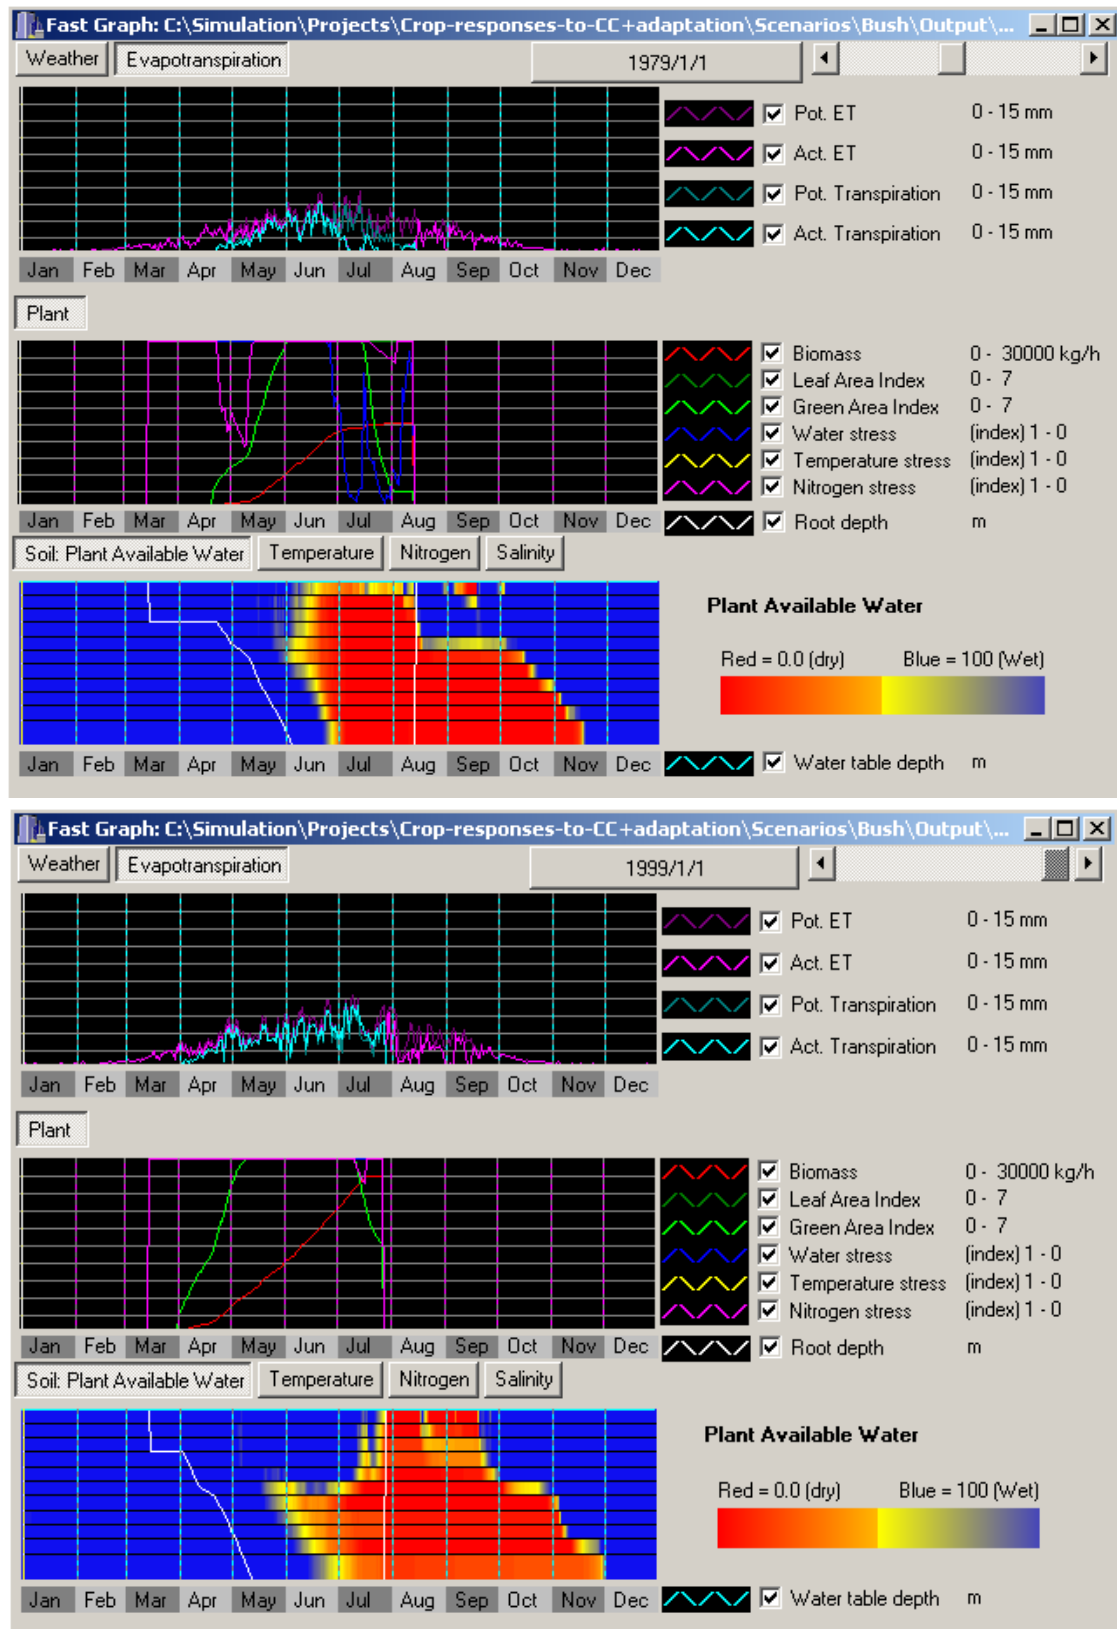 Fast Graph: C:\Simulation\Projects\Crop-responses-to-CC+adaptation\Scenarios\Bush\Output\...
Weather Evapotranspiration 1979/1/1
Pot. ET 0 - 15 mm
Act. ET 0 - 15 mm
Pot. Transpiration 0 - 15 mm
Act. Transpiration 0 - 15 mm
Jan Feb Mar Apr May Jun Jul Aug Sep Oct Nov Dec
Plant
Biomass 0 - 30000 kg/h
Leaf Area Index 0 - 7
Green Area Index 0 - 7
Water stress (index) 1 - 0
Temperature stress (index) 1 - 0
Nitrogen stress (index) 1 - 0
Jan Feb Mar Apr May Jun Jul Aug Sep Oct Nov Dec Root depth m
Soil: Plant Available Water Temperature Nitrogen Salinity
Plant Available Water
Red = 0.0 (dry) Blue = 100 (Wet)
Jan Feb Mar Apr May Jun Jul Aug Sep Oct Nov Dec Water table depth m
Fast Graph: C:\Simulation\Projects\Crop-responses-to-CC+adaptation\Scenarios\Bush\Output\...
Weather Evapotranspiration 1999/1/1
Pot. ET 0 - 15 mm
Act. ET 0 - 15 mm
Pot. Transpiration 0 - 15 mm
Act. Transpiration 0 - 15 mm
Jan Feb Mar Apr May Jun Jul Aug Sep Oct Nov Dec
Plant
Biomass 0 - 30000 kg/h
Leaf Area Index 0 - 7
Green Area Index 0 - 7
Water stress (index) 1 - 0
Temperature stress (index) 1 - 0
Nitrogen stress (index) 1 - 0
Jan Feb Mar Apr May Jun Jul Aug Sep Oct Nov Dec Root depth m
Soil: Plant Available Water Temperature Nitrogen Salinity
Plant Available Water
Red = 0.0 (dry) Blue = 100 (Wet)
Jan Feb Mar Apr May Jun Jul Aug Sep Oct Nov Dec Water table depth m